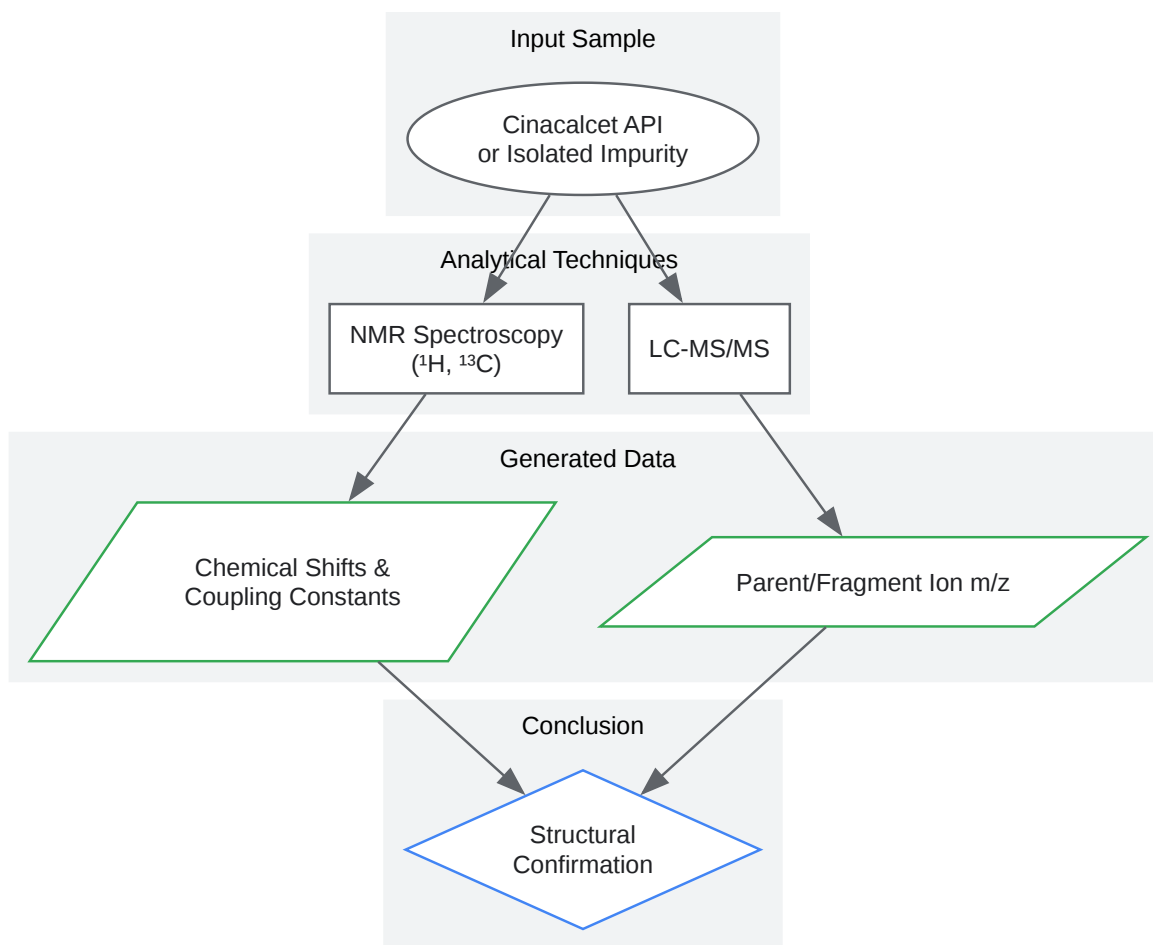 Input Sample
Cinacalcet API
or Isolated Impurity
Analytical Techniques
NMR Spectroscopy
(¹H, ¹³C)
LC-MS/MS
Generated Data
Chemical Shifts &
Coupling Constants
Parent/Fragment Ion m/z
Conclusion
Structural
Confirmation